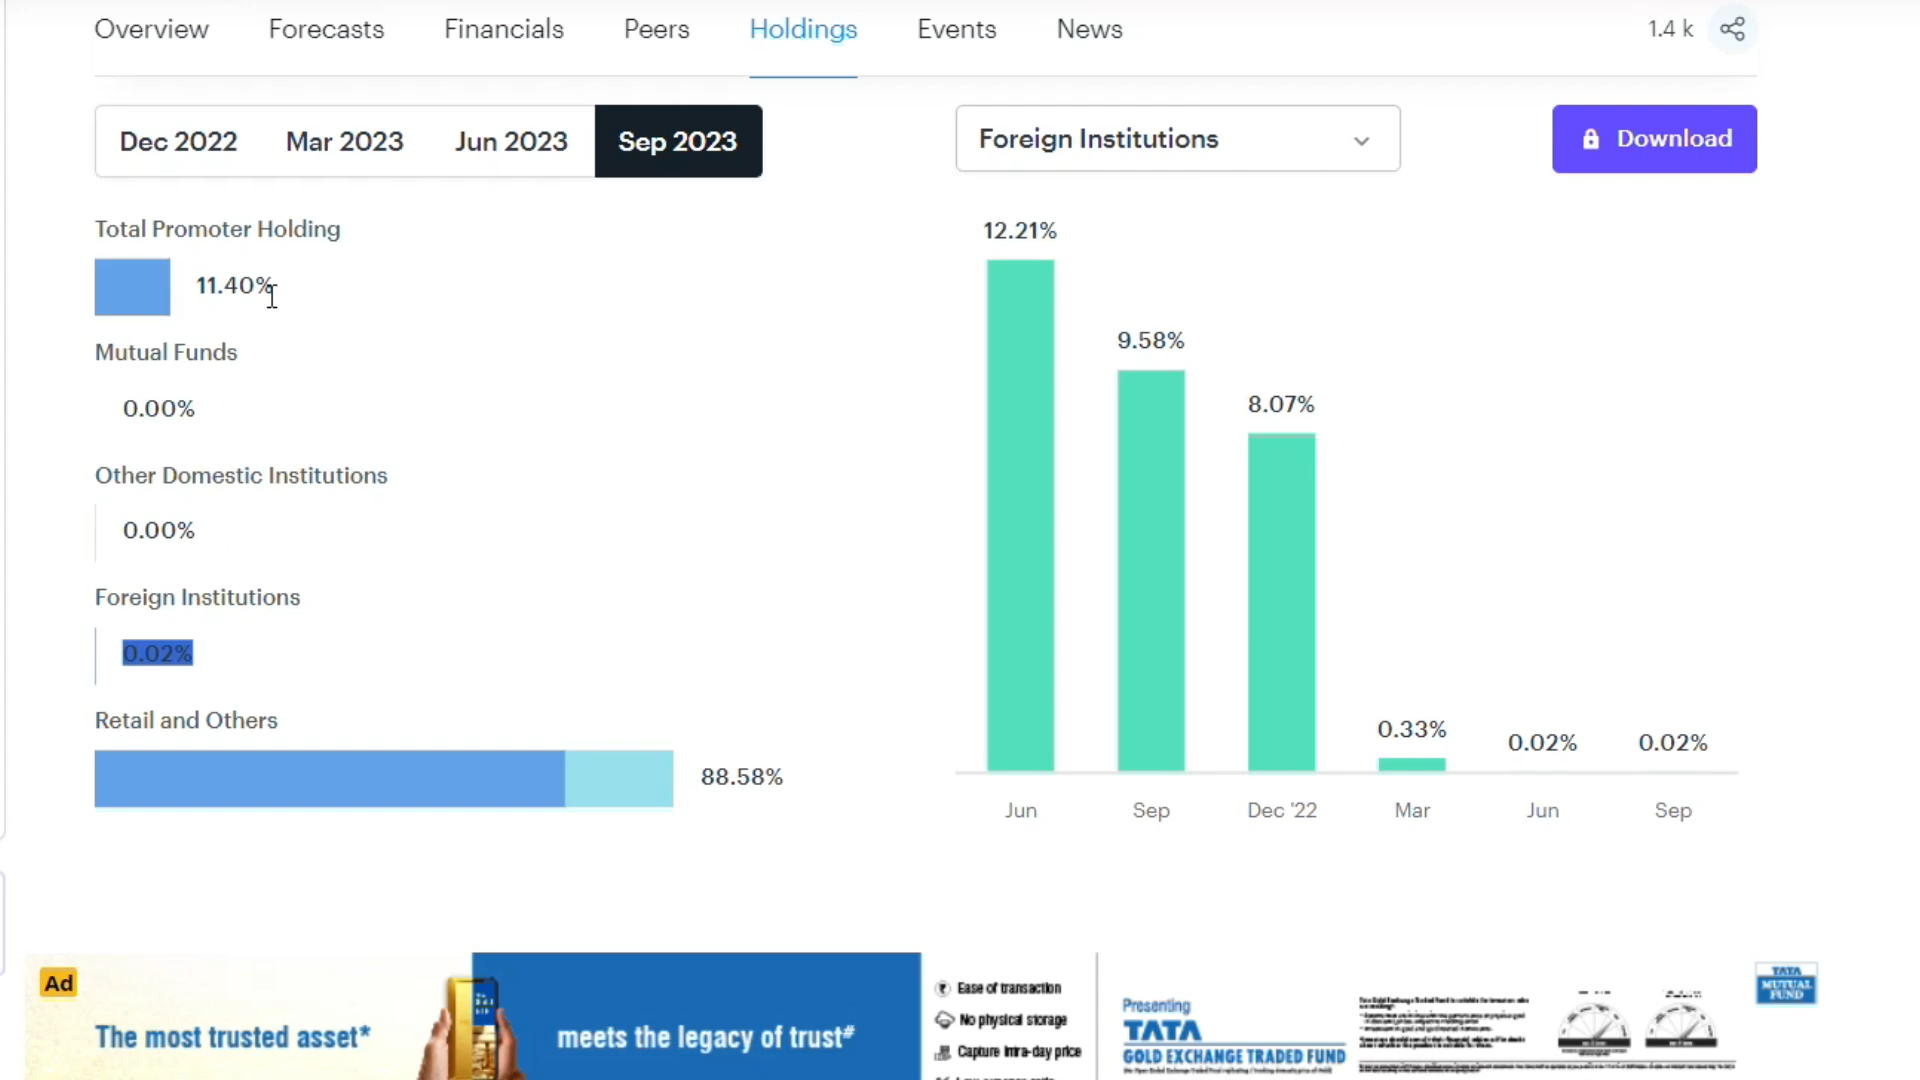 Overview Forecasts Financials Peers Holdings Events News 1.4 k
Dec 2022 Mar 2023 Jun 2023 Sep 2023
Foreign Institutions
Download
Total Promoter Holding
11.40%
Mutual Funds
0.00%
Other Domestic Institutions
0.00%
Foreign Institutions
0.02%
Retail and Others
88.58%
12.21%
9.58%
8.07%
0.33%
0.02%
0.02%
Jun Sep Dec '22 Mar Jun Sep
Ad
The most trusted asset*
meets the legacy of trust#
Ease of transaction
No physical storage
Capture intra-day price
Presenting
TATA
GOLD EXCHANGE TRADED FUND
TATA
MUTUAL
FUND